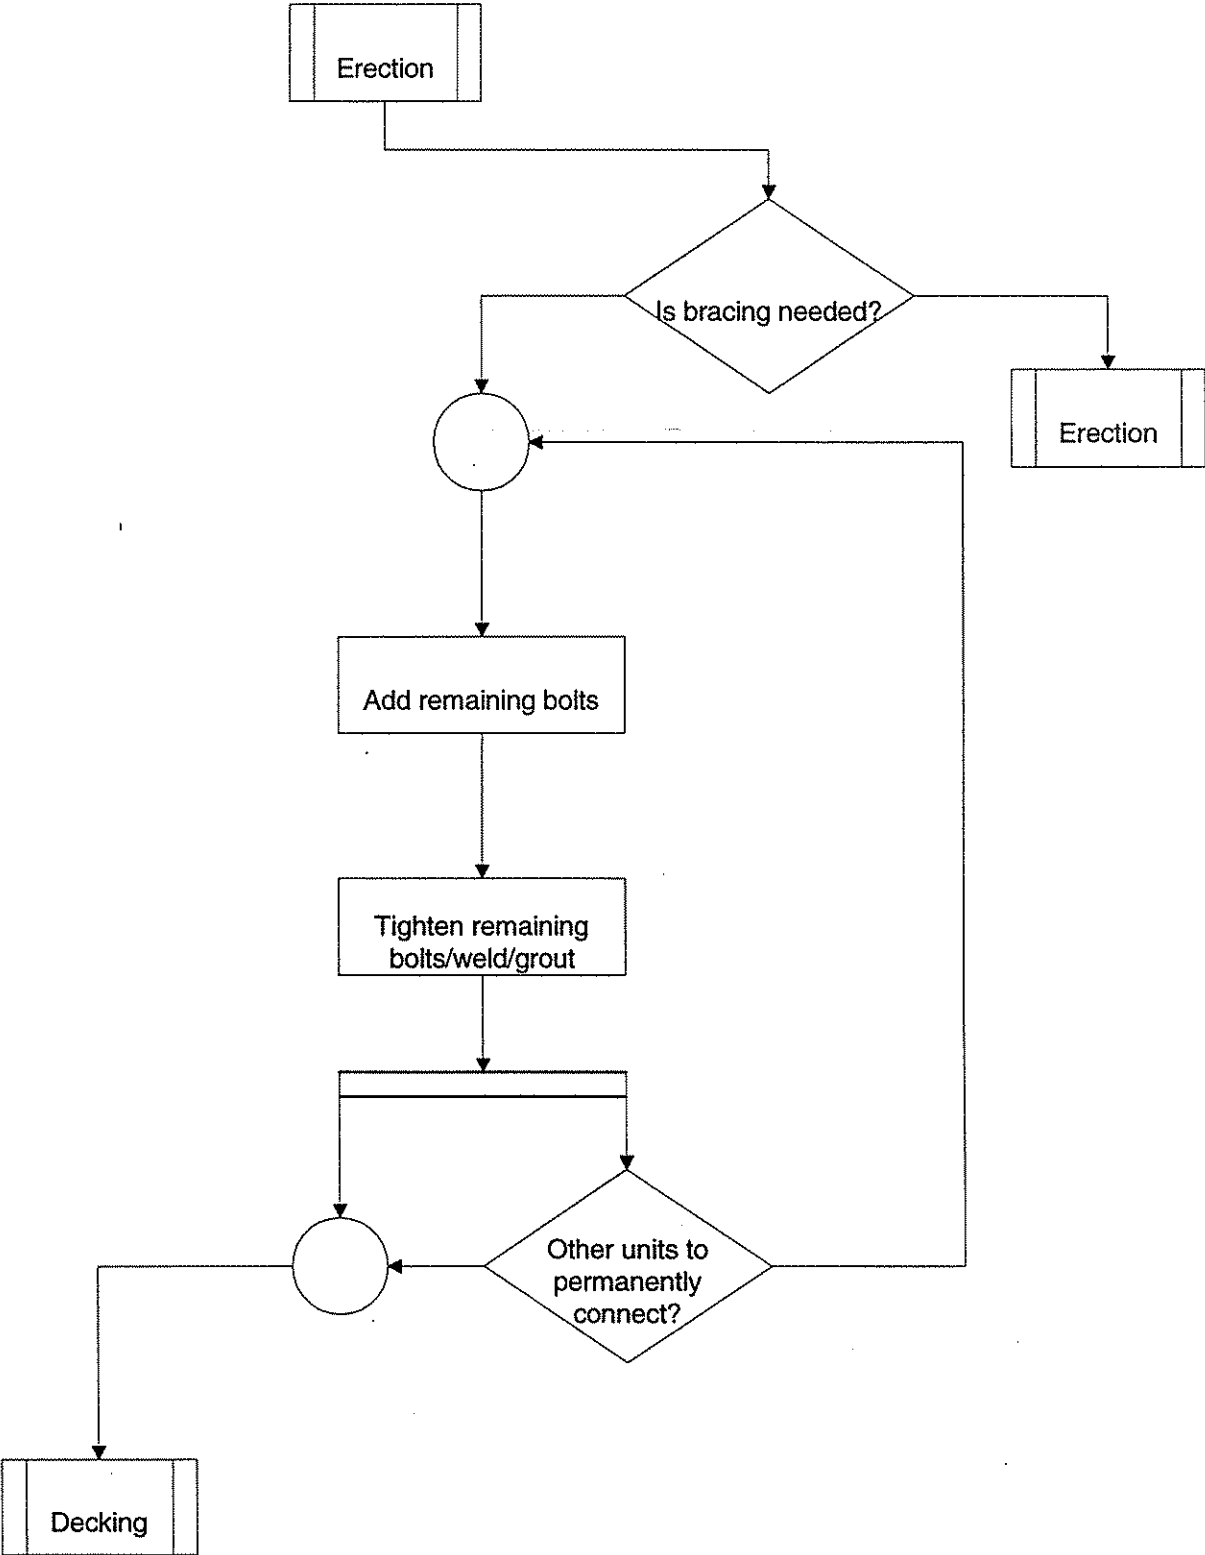 Erection
Is bracing needed?
Erection
Add remaining bolts
Tighten remaining
bolts/weld/grout
Other units to
permanently
connect?
Decking